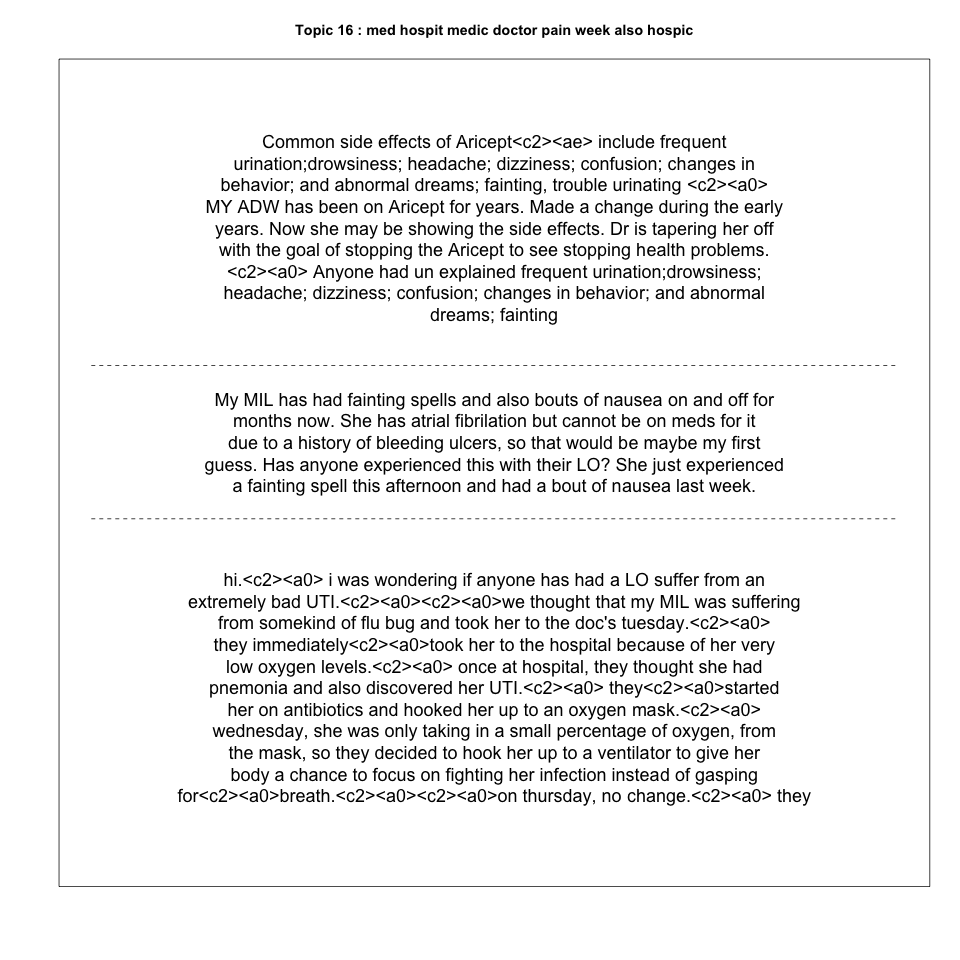 Topic 16 : med hospit medic doctor pain week also hospic
Common side effects of Aricept<c2><ae> include frequent
urination;drowsiness; headache; dizziness; confusion; changes in
behavior; and abnormal dreams; fainting, trouble urinating <c2><a0>
MY ADW has been on Aricept for years. Made a change during the early
years. Now she may be showing the side effects. Dr is tapering her off
with the goal of stopping the Aricept to see stopping health problems.
<c2><a0> Anyone had un explained frequent urination;drowsiness;
headache; dizziness; confusion; changes in behavior; and abnormal
dreams; fainting
My MIL has had fainting spells and also bouts of nausea on and off for
months now. She has atrial fibrilation but cannot be on meds for it
due to a history of bleeding ulcers, so that would be maybe my first
guess. Has anyone experienced this with their LO? She just experienced
a fainting spell this afternoon and had a bout of nausea last week.
hi.<c2><a0> i was wondering if anyone has had a LO suffer from an
extremely bad UTI.<c2><a0><c2><a0>we thought that my MIL was suffering
from somekind of flu bug and took her to the doc's tuesday.<c2><a0>
they immediately<c2><a0>took her to the hospital because of her very
low oxygen levels.<c2><a0> once at hospital, they thought she had
pnemonia and also discovered her UTI.<c2><a0> they<c2><a0>started
her on antibiotics and hooked her up to an oxygen mask.<c2><a0>
wednesday, she was only taking in a small percentage of oxygen, from
the mask, so they decided to hook her up to a ventilator to give her
body a chance to focus on fighting her infection instead of gasping
for<c2><a0>breath.<c2><a0><c2><a0>on thursday, no change.<c2><a0> they